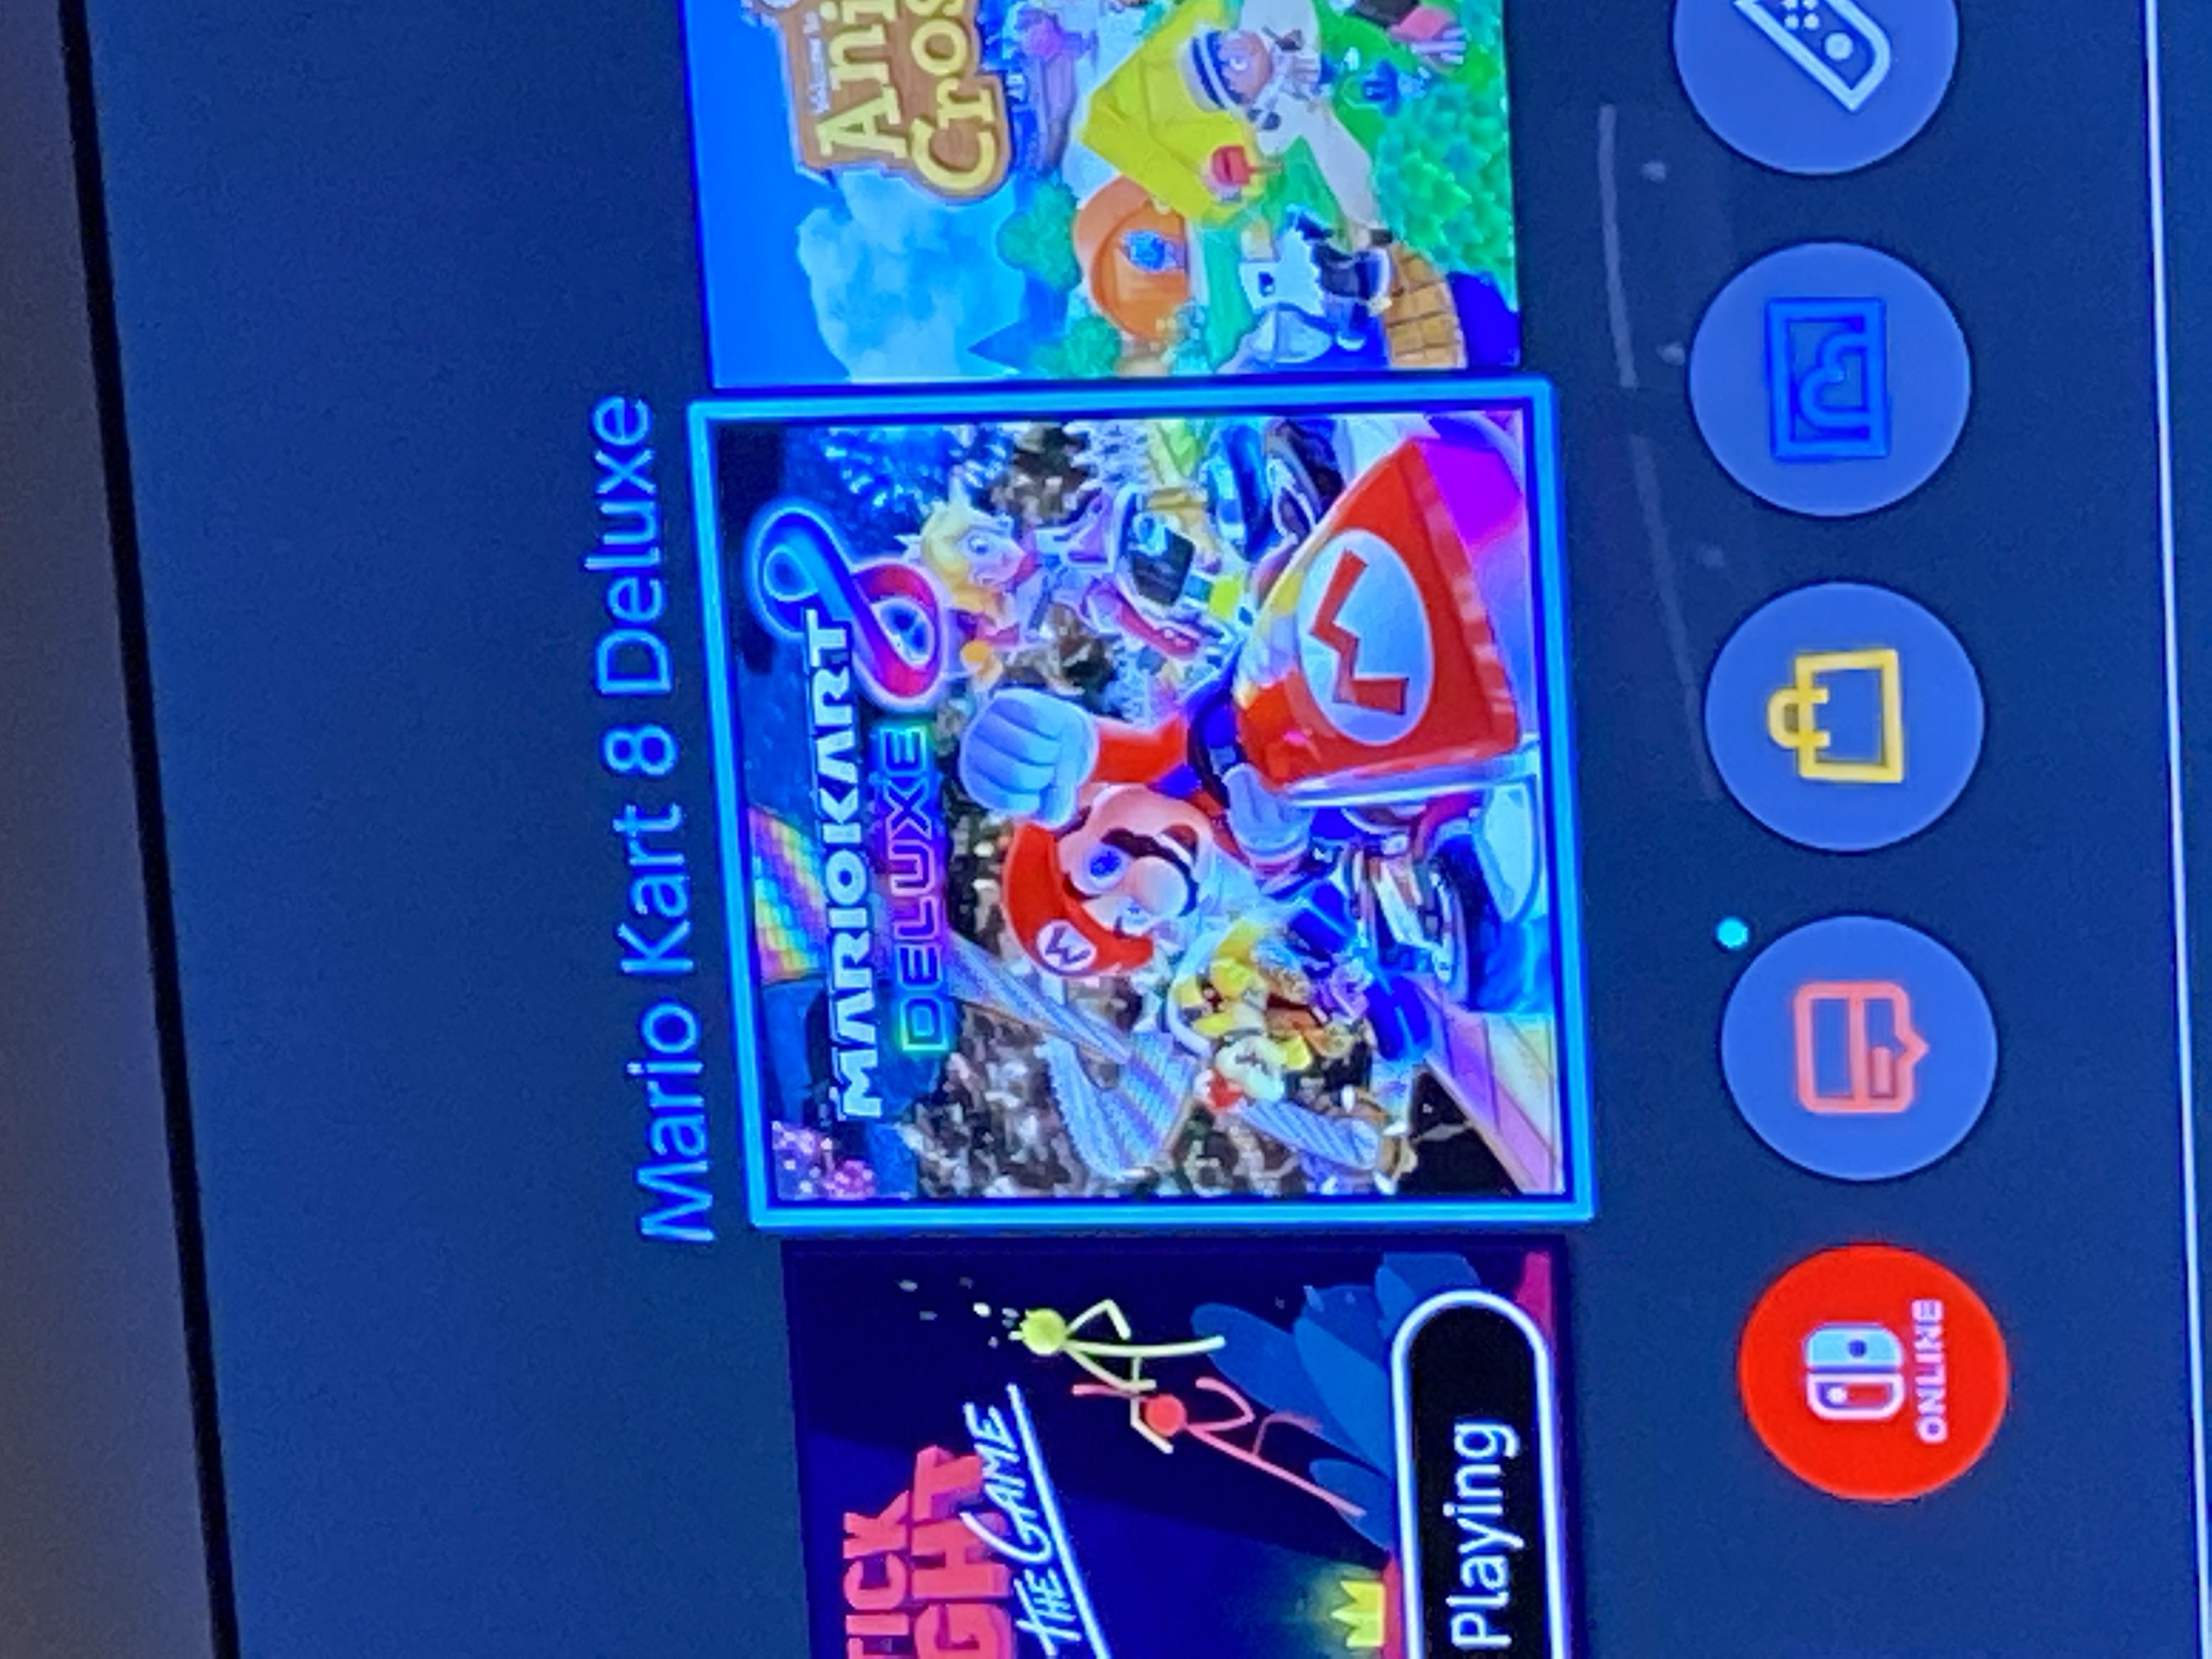 Mario Kart 8 Deluxe
TICK
GHT
THE GAME
Playing
MARIOKART 8
DELUXE
M
M
Welcome to
Ani
Cros
ONLINE